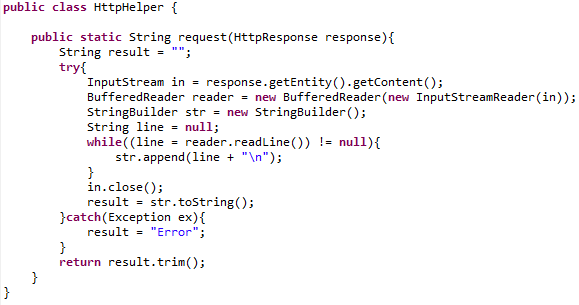 public class HttpHelper {
public static String request(HttpResponse response){
String result = "";
try{
InputStream in = response.getEntity().getContent();
BufferedReader reader = new BufferedReader(new InputStreamReader(in));
StringBuilder str = new StringBuilder();
String line = null;
while((line = reader.readLine()) != null){
str.append(line + "\n");
}
in.close();
result = str.toString();
}catch(Exception ex){
result = "Error";
}
return result.trim();
}
}